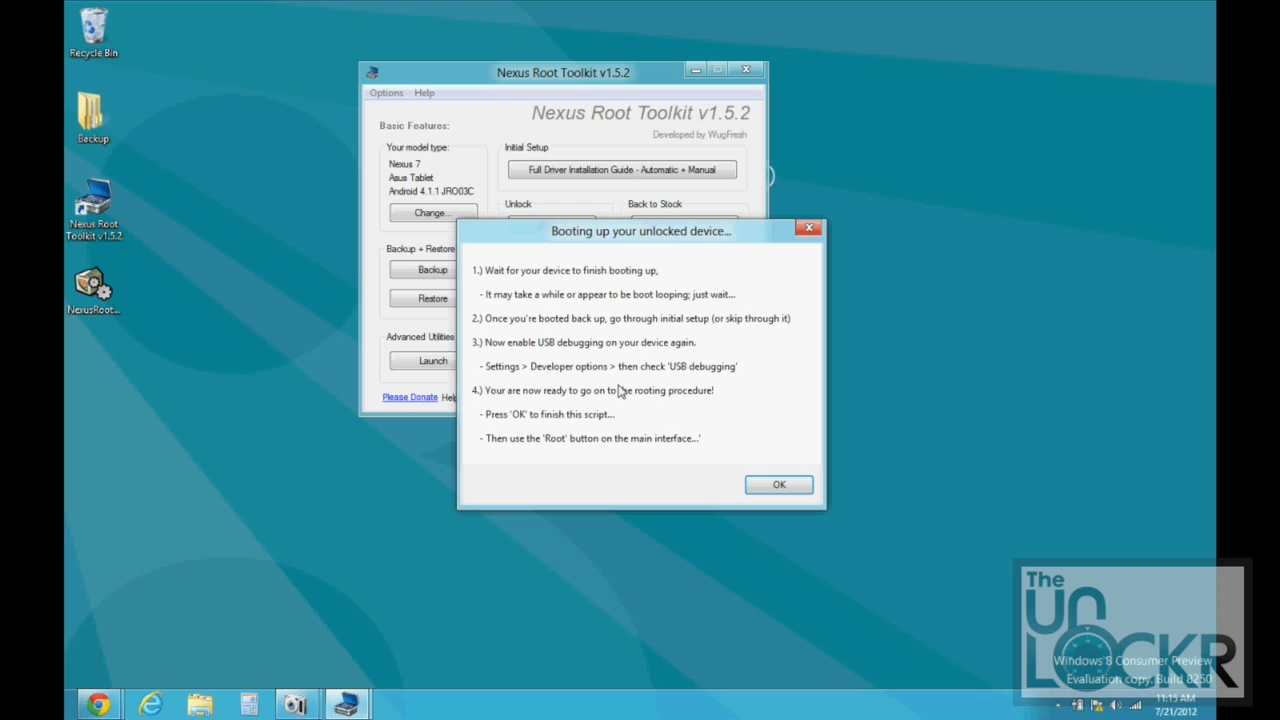 Recycle Bin
Backup
Nexus Root
Toolkit v1.5.2
NexusRoot...
Nexus Root Toolkit v1.5.2
Options Help
Nexus Root Toolkit v1.5.2
Developed by WugFresh
Basic Features:
Your model type:
Nexus 7
Asus Tablet
Android 4.1.1 JRO03C
Change...
Initial Setup
Full Driver Installation Guide - Automatic + Manual
Unlock
Back to Stock
Backup + Restore
Backup
Restore
Advanced Utilities
Launch
Please Donate Help
Booting up your unlocked device...
1.) Wait for your device to finish booting up,
- It may take a while or appear to be boot looping; just wait...
2.) Once you're booted back up, go through initial setup (or skip through it)
3.) Now enable USB debugging on your device again.
- Settings > Developer options > then check 'USB debugging'
4.) Your are now ready to go on to the rooting procedure!
- Press 'OK' to finish this script...
- Then use the 'Root' button on the main interface...'
OK
The
UNLOCKR
Windows 8 Consumer Preview
Evaluation copy. Build 8250
11:15 AM
7/21/2012